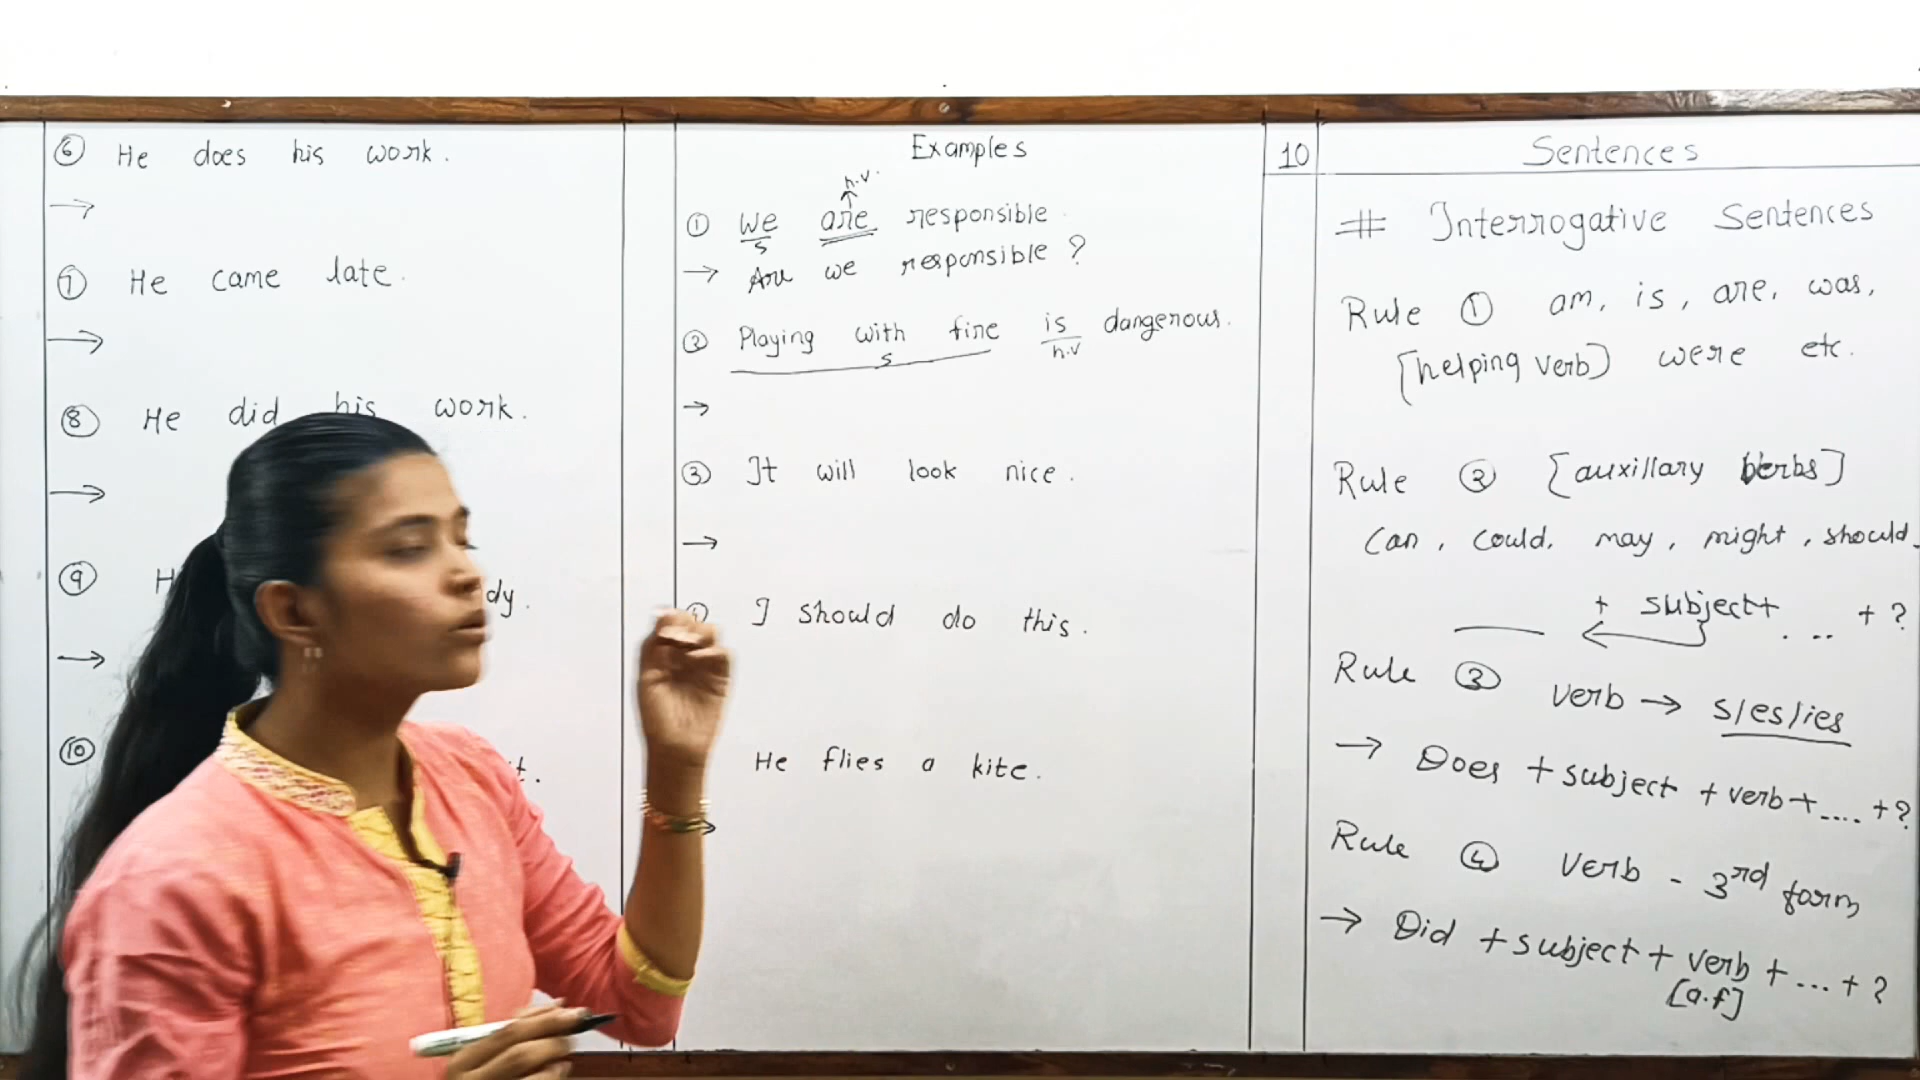 ⑥ He does his work.
→
⑦ He came late.
→
⑧ He did his work.
→
⑨ dy.
→
⑩ t.
Examples
h.v.
① We are responsible
s
→ Are we responsible ?
② Playing with fire is dangerous.
s h.v
→
③ It will look nice.
→
④ I should do this.
He flies a kite.
→
10 Sentences
# Interrogative Sentences
Rule ① am, is, are, was,
[helping verb] were etc.
Rule ② [auxillary verbs]
Can, could, may, might, should
+ subject+ .... + ?
Rule ③ verb → s/es/ies
→ Does + subject + verb + .... + ?
Rule ④ Verb - 3rd form
→ Did + subject + verb + ... + ?
[a.f]